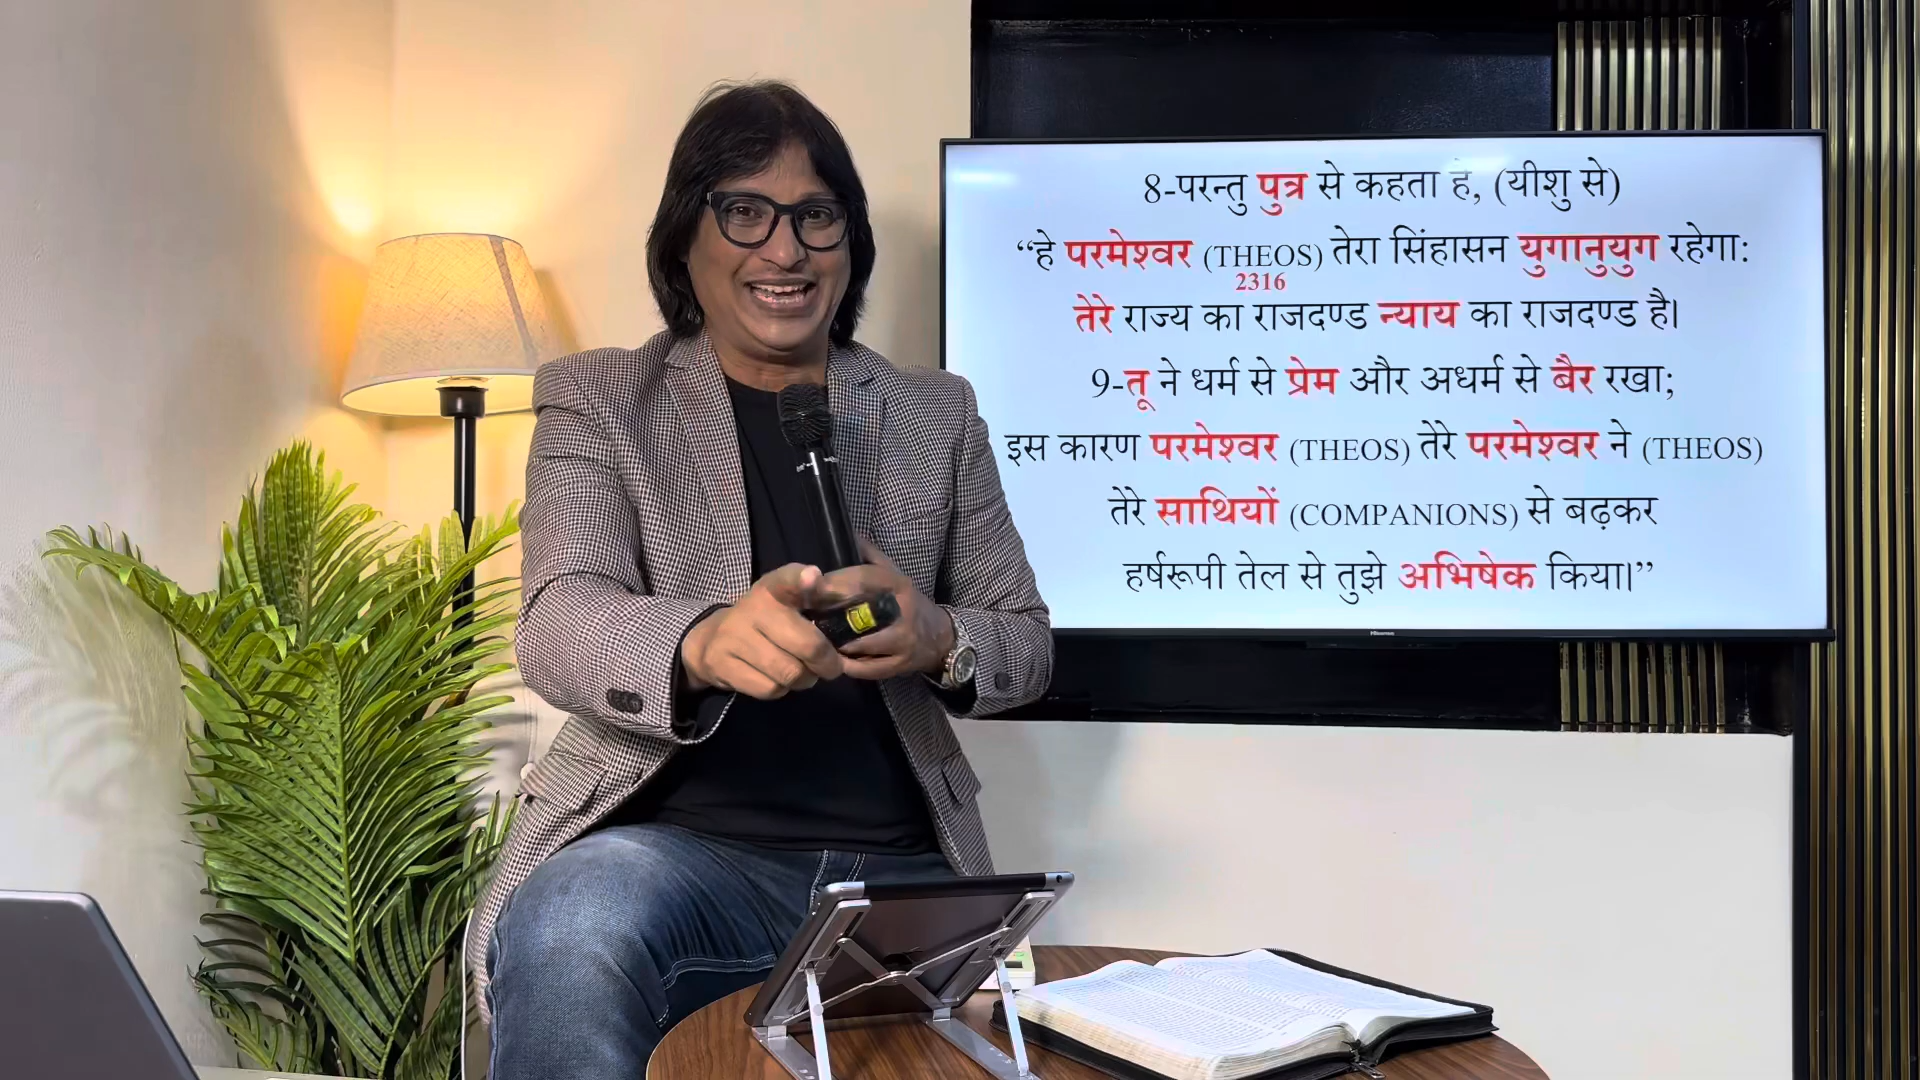 8-परन्तु पुत्र से कहता है, (यीशु से)
“हे परमेश्वर (THEOS) तेरा सिंहासन युगानुयुग रहेगा:
2316
तेरे राज्य का राजदण्ड न्याय का राजदण्ड है।
9-तू ने धर्म से प्रेम और अधर्म से बैर रखा;
इस कारण परमेश्वर (THEOS) तेरे परमेश्वर ने (THEOS)
तेरे साथियों (COMPANIONS) से बढ़कर
हर्षरूपी तेल से तुझे अभिषेक किया।”
Hisense